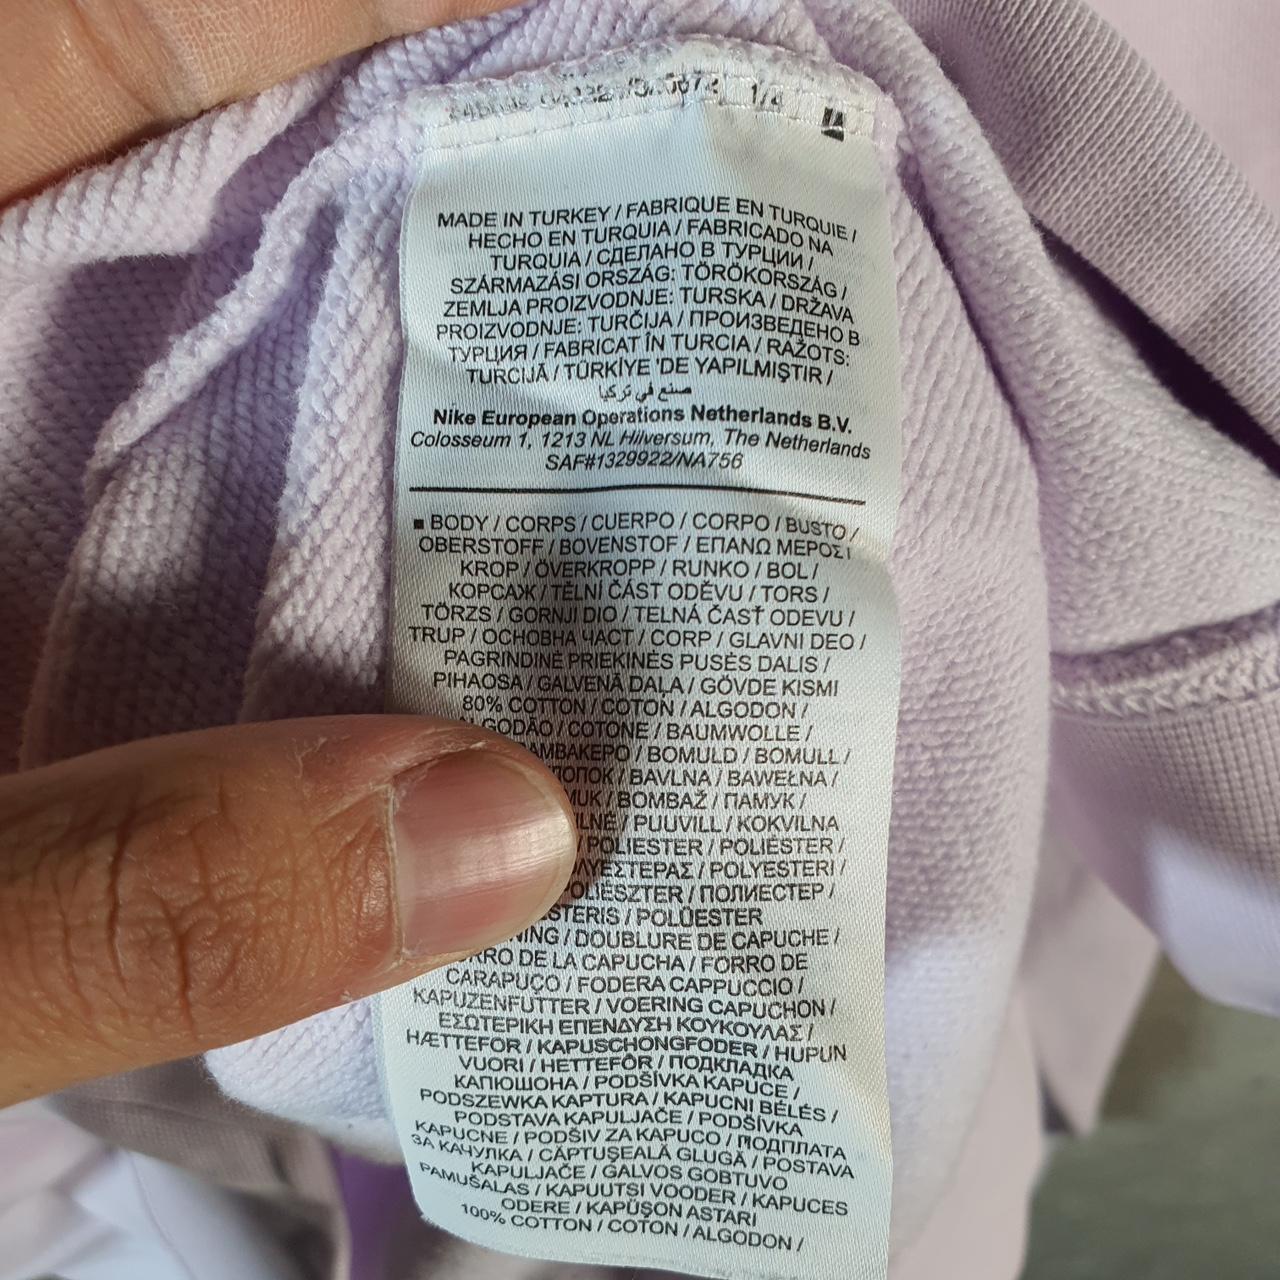 1/4
MADE IN TURKEY / FABRIQUE EN TURQUIE /
HECHO EN TURQUIA / FABRICADO NA
TURQUIA / СДЕЛАНО В ТУРЦИИ /
SZÁRMAZÁSI ORSZÁG: TÖRÖKORSZÁG /
ZEMLJA PROIZVODNJE: TURSKA / DRŽAVA
PROIZVODNJE: TURČIJA / ПРОИЗВЕДЕНО В
ТУРЦИЯ / FABRICAT ÎN TURCIA / RAŽOTS:
TURCIJĀ / TÜRKİYE 'DE YAPILMIŞTIR /
صنع في تركيا
Nike European Operations Netherlands B.V.
Colosseum 1, 1213 NL Hilversum, The Netherlands
SAF#1329922/NA756
▪ BODY / CORPS / CUERPO / CORPO / BUSTO /
OBERSTOFF / BOVENSTOF / ΕΠΑΝΩ ΜΕΡΟΣ /
KROP / ÖVERKROPP / RUNKO / BOL /
КОРСАЖ / TĚLNÍ ČÁST ODĚVU / TORS /
TÖRZS / GORNJI DIO / TELNÁ ČASŤ ODEVU /
TRUP / ОСНОВНА ЧАСТ / CORP / GLAVNI DEO /
PAGRINDINĖ PRIEKINĖS PUSĖS DALIS /
PIHAOSA / GALVENĀ DAĻA / GÖVDE KISMI
80% COTTON / COTON / ALGODON /
ALGODÃO / COTONE / BAUMWOLLE /
ΒΑΜΒΑΚΕΡΟ / BOMULD / BOMULL /
/ BAVLNA / BAWEŁNA /
/ BOMBAŽ / ПАМУК /
/ PUUVILL / KOKVILNA
POLIESTER / POLIÉSTER /
/ POLYESTERI /
/ ПОЛИЕСТЕР /
/ POLÜESTER
/ DOUBLURE DE CAPUCHE /
DE LA CAPUCHA / FORRO DE
CARAPUÇO / FODERA CAPPUCCIO /
KAPUZENFUTTER / VOERING CAPUCHON /
ΕΣΩΤΕΡΙΚΗ ΕΠΕΝΔΥΣΗ ΚΟΥΚΟΥΛΑΣ /
HÆTTEFOR / KAPUSCHONGFODER / HUPUN
VUORI / HETTEFÔR / ПОДКЛАДКА
КАПЮШОНА / PODŠÍVKA KAPUCE /
PODSZEWKA KAPTURA / KAPUCNI BÉLÉS /
PODSTAVA KAPULJAČE / PODŠÍVKA
KAPUCNE / PODŠIV ZA KAPUCO / ПОДПЛАТА
ЗА КАЧУЛКА / CĂPTUŞEALĂ GLUGĂ / POSTAVA
KAPULJAČE / GALVOS GOBTUVO
PAMUŠALAS / KAPUUTSI VOODER / KAPUCES
ODERE / KAPÜŞON ASTARI
100% COTTON / COTON / ALGODON /